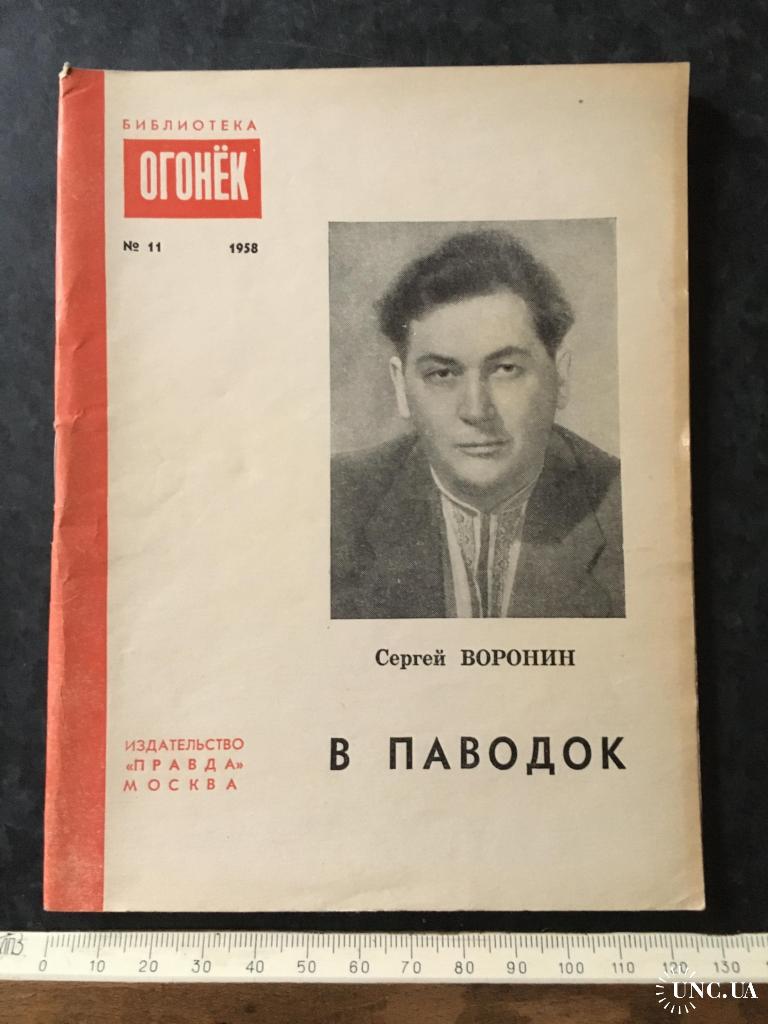 БИБЛИОТЕКА
ОГОНЁК
№ 11 1958
Сергей ВОРОНИН
В ПАВОДОК
ИЗДАТЕЛЬСТВО
«ПРАВДА»
МОСКВА
0 10 20 30 40 50 60 70 80 90 100 110 120 130
UNC.UA